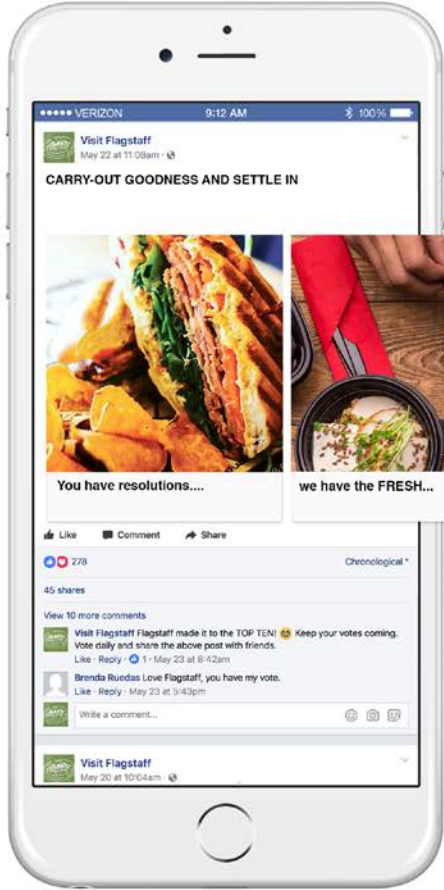 VERIZON 9:12 AM 100%
Visit Flagstaff
May 22 at 11:08am
CARRY-OUT GOODNESS AND SETTLE IN
You have resolutions.... we have the FRESH...
Like Comment Share
278 Chronological
45 shares
View 10 more comments
Visit Flagstaff Flagstaff made it to the TOP TEN! 😀 Keep your votes coming.
Vote daily and share the above post with friends.
Like · Reply · 1 · May 23 at 8:42am
Brenda Ruedas Love Flagstaff, you have my vote.
Like · Reply · May 23 at 5:43pm
Write a comment...
Visit Flagstaff
May 20 at 10:04am